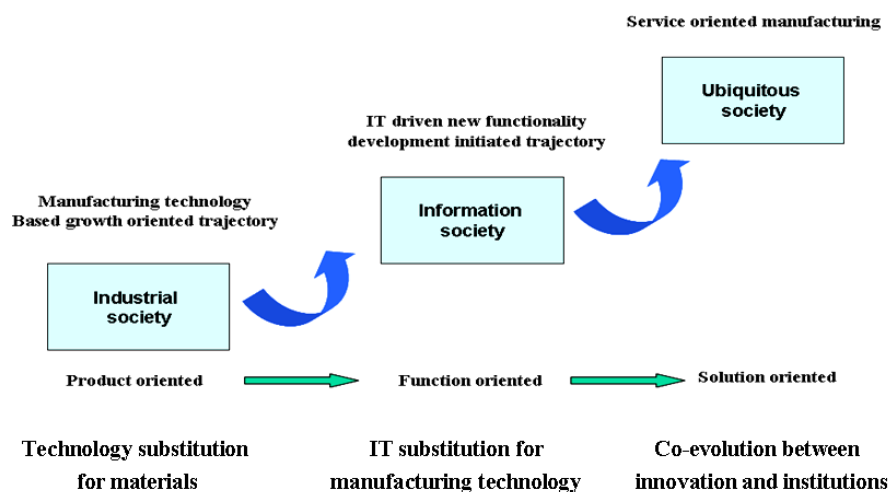 Service oriented manufacturing
Ubiquitous
society
IT driven new functionality
development initiated trajectory
Information
society
Manufacturing technology
Based growth oriented trajectory
Industrial
society
Product oriented
Function oriented
Solution oriented
Technology substitution
for materials
IT substitution for
manufacturing technology
Co-evolution between
innovation and institutions